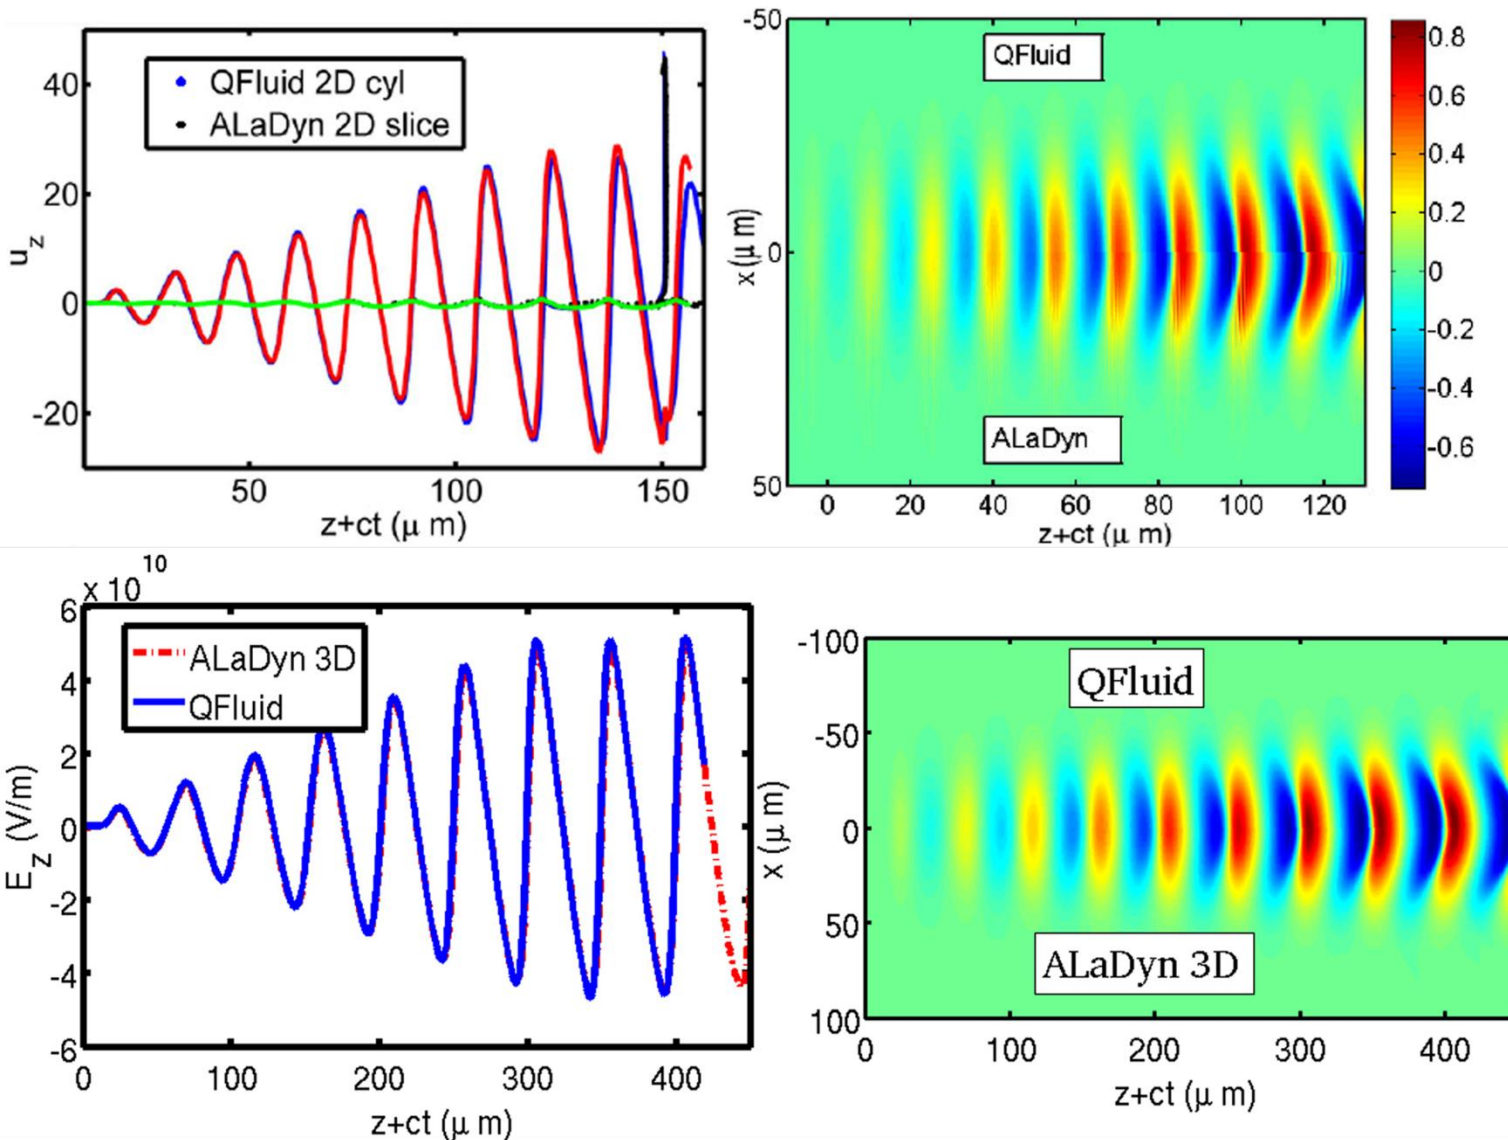 QFluid 2D cyl
ALaDyn 2D slice
40
20
0
-20
u_z
50
100
150
z+ct (μ m)
-50
0
50
x (μ m)
QFluid
ALaDyn
0
20
40
60
80
100
120
z+ct (μ m)
0.8
0.6
0.4
0.2
0
-0.2
-0.4
-0.6
x 10^10
6
4
2
0
-2
-4
-6
E_z (V/m)
ALaDyn 3D
QFluid
0
100
200
300
400
z+ct (μ m)
-100
-50
0
50
100
x (μ m)
QFluid
ALaDyn 3D
0
100
200
300
400
z+ct (μ m)